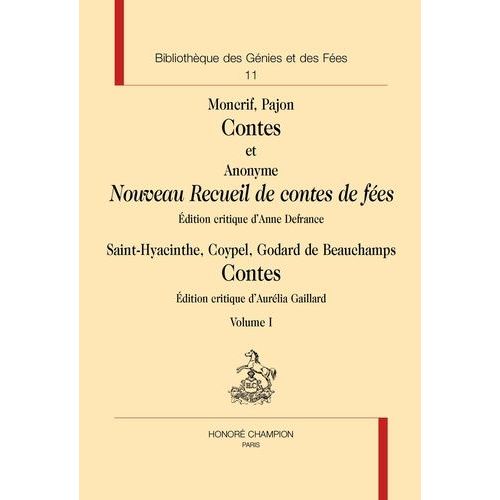 Bibliothèque des Génies et des Fées
11
Moncrif, Pajon
Contes
et
Anonyme
Nouveau Recueil de contes de fées
Édition critique d'Anne Defrance
Saint-Hyacinthe, Coypel, Godard de Beauchamps
Contes
Édition critique d'Aurélia Gaillard
Volume I
HONORÉ CHAMPION
PARIS